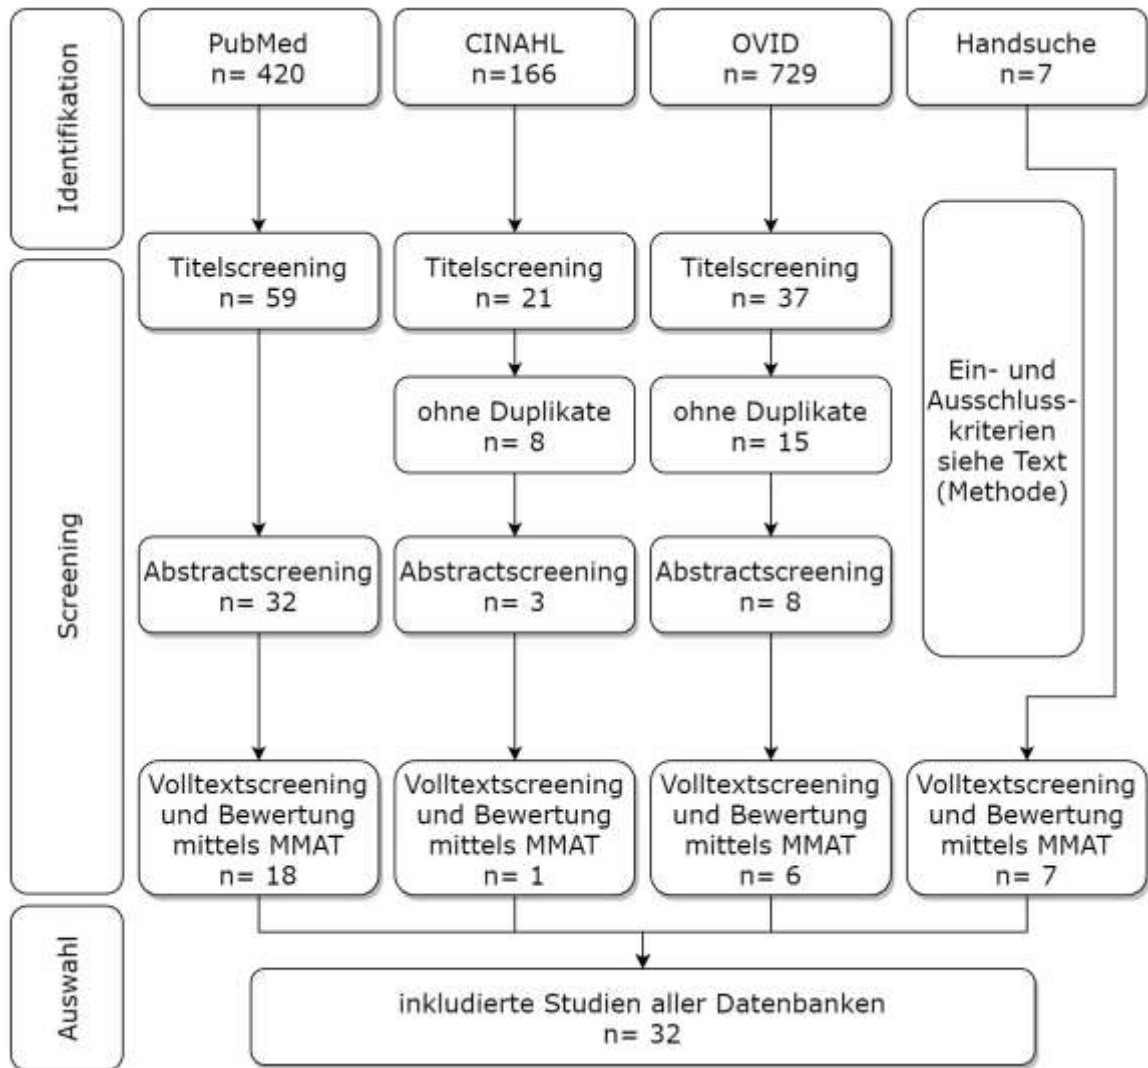 Identifikation
PubMed
n= 420
CINAHL
n=166
OVID
n= 729
Handsuche
n=7
Screening
Titelscreening
n= 59
Titelscreening
n= 21
Titelscreening
n= 37
ohne Duplikate
n= 8
ohne Duplikate
n= 15
Ein- und
Ausschluss-
kriterien
siehe Text
(Methode)
Abstractscreening
n= 32
Abstractscreening
n= 3
Abstractscreening
n= 8
Volltextscreening
und Bewertung
mittels MMAT
n= 18
Volltextscreening
und Bewertung
mittels MMAT
n= 1
Volltextscreening
und Bewertung
mittels MMAT
n= 6
Volltextscreening
und Bewertung
mittels MMAT
n= 7
Auswahl
inkludierte Studien aller Datenbanken
n= 32